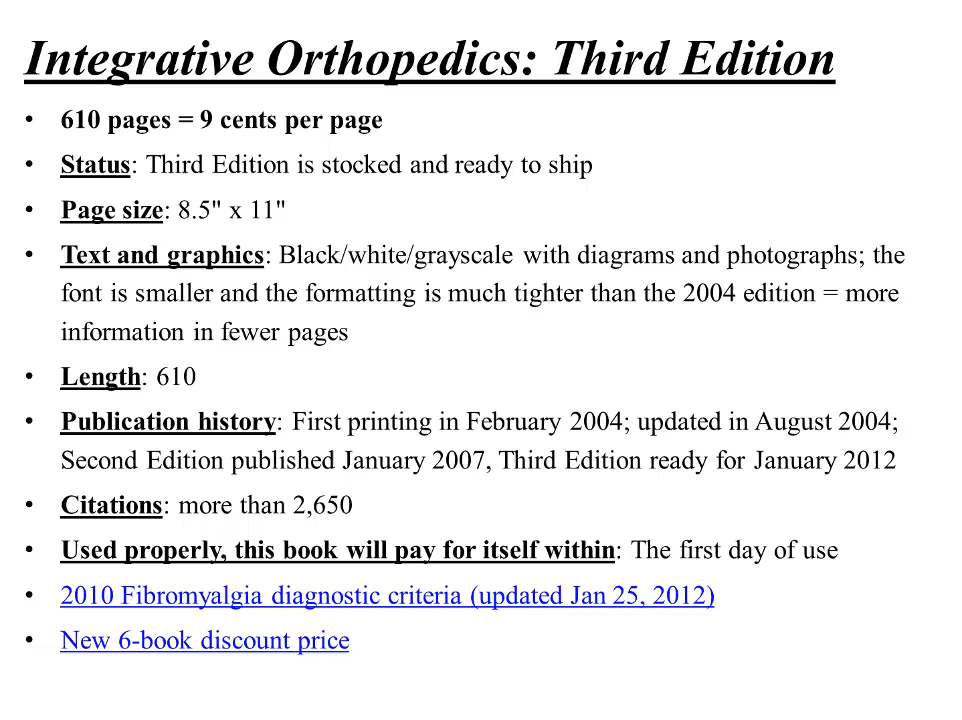 Integrative Orthopedics: Third Edition
• 610 pages = 9 cents per page
• Status: Third Edition is stocked and ready to ship
• Page size: 8.5" x 11"
• Text and graphics: Black/white/grayscale with diagrams and photographs; the
font is smaller and the formatting is much tighter than the 2004 edition = more
information in fewer pages
• Length: 610
• Publication history: First printing in February 2004; updated in August 2004;
Second Edition published January 2007, Third Edition ready for January 2012
• Citations: more than 2,650
• Used properly, this book will pay for itself within: The first day of use
• 2010 Fibromyalgia diagnostic criteria (updated Jan 25, 2012)
• New 6-book discount price